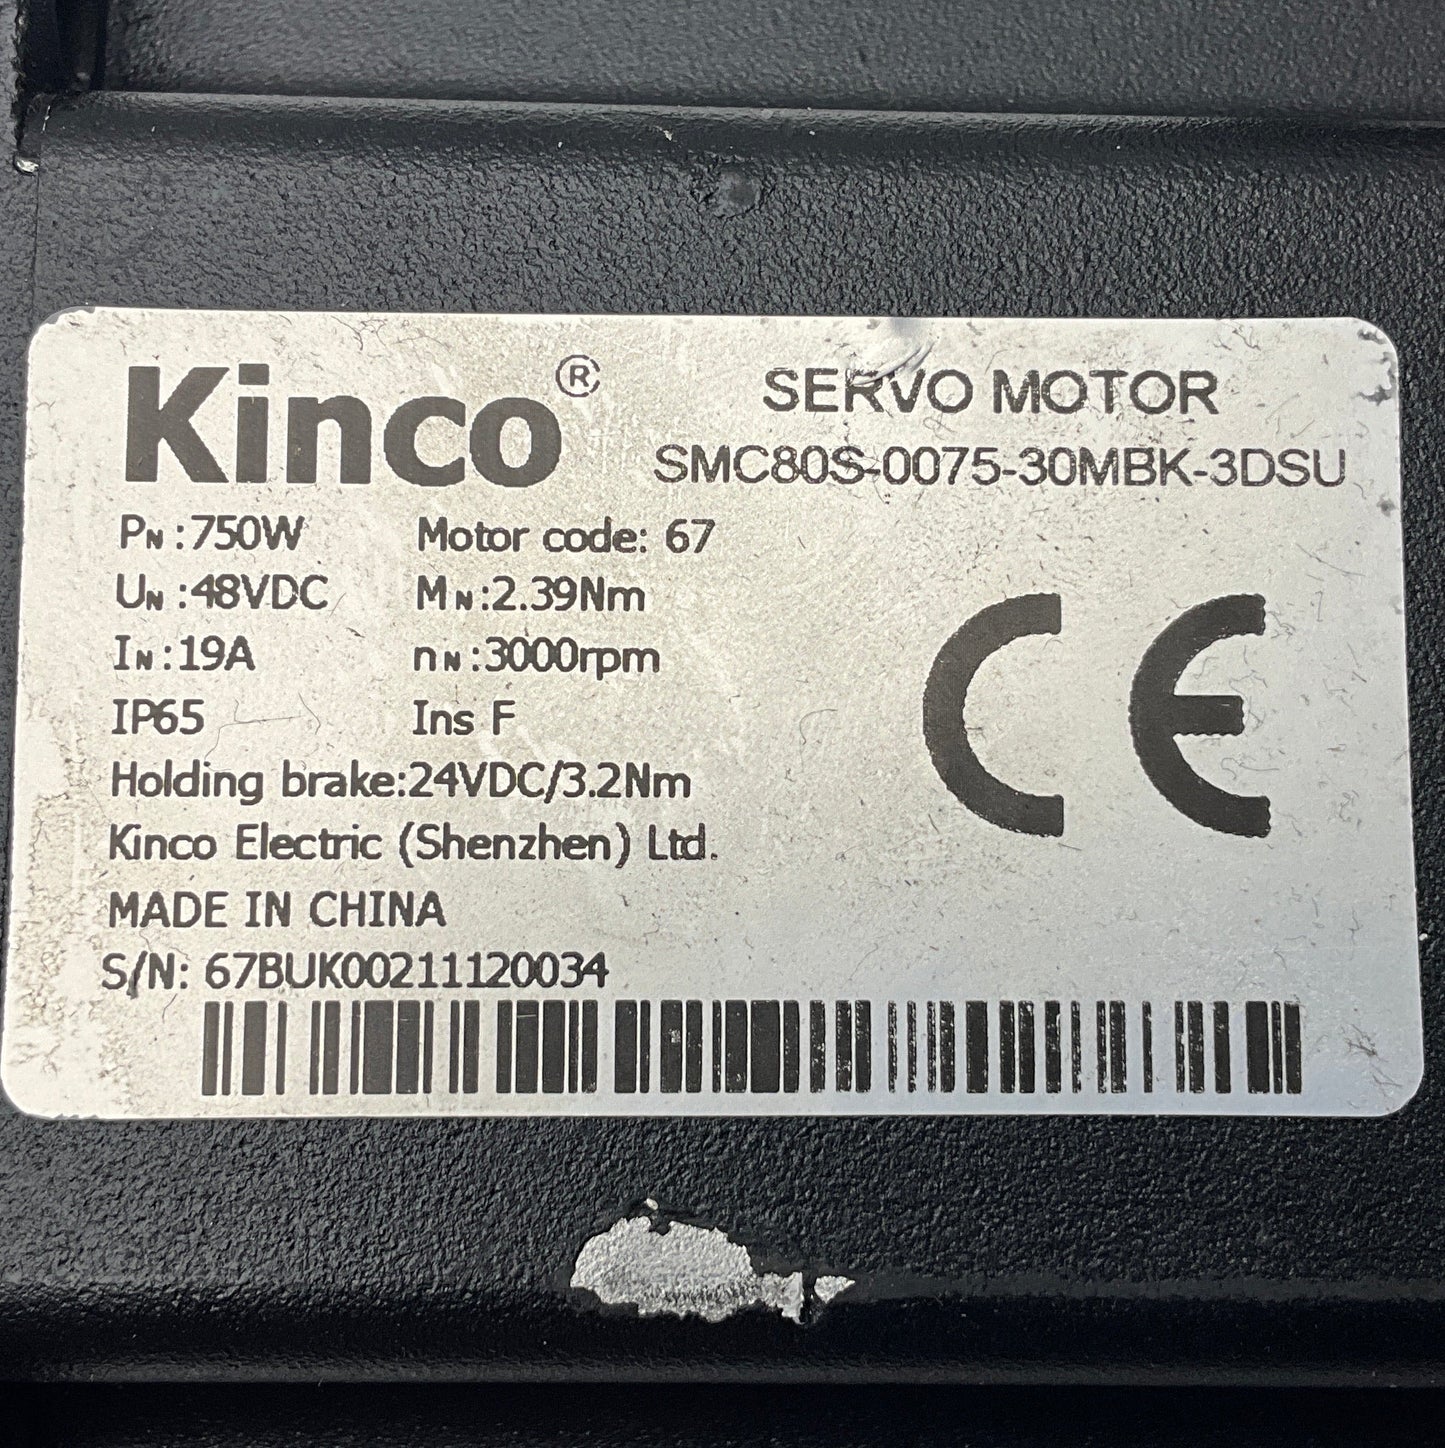 Kinco®
SERVO MOTOR
SMC80S-0075-30MBK-3DSU
PN:750W Motor code: 67
UN:48VDC MN:2.39Nm
IN:19A nN:3000rpm
IP65 Ins F
Holding brake:24VDC/3.2Nm
Kinco Electric (Shenzhen) Ltd.
MADE IN CHINA
S/N: 67BUK00211120034
CE